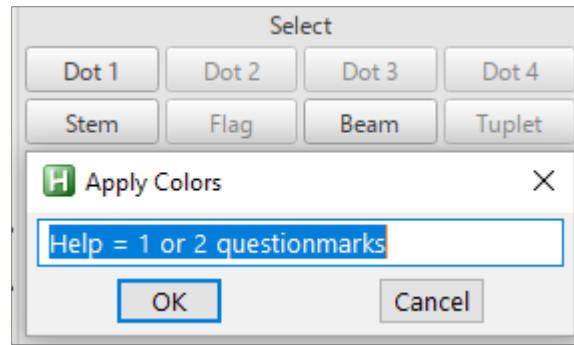 Select
Dot 1 Dot 2 Dot 3 Dot 4
Stem Flag Beam Tuplet
H Apply Colors
Help = 1 or 2 questionmarks
OK Cancel